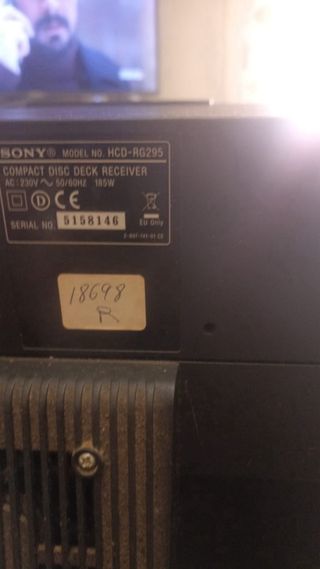 SONY® MODEL NO. HCD-RG295
COMPACT DISC DECK RECEIVER
AC: 230V ~ 50/60HZ 185W
D CE
SERIAL NO. 5158146 EU Only
18698
R